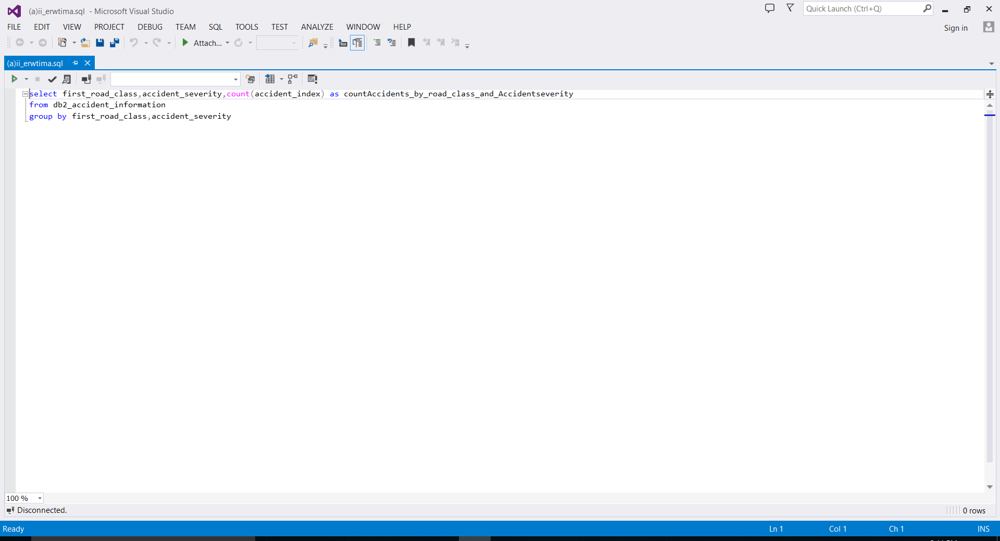 (a)ii_erwtima.sql - Microsoft Visual Studio
Quick Launch (Ctrl+Q)
FILE EDIT VIEW PROJECT DEBUG TEAM SQL TOOLS TEST ANALYZE WINDOW HELP
Sign in
Attach...
(a)ii_erwtima.sql
select first_road_class,accident_severity,count(accident_index) as countAccidents_by_road_class_and_Accidentseverity
from db2_accident_information
group by first_road_class,accident_severity
100 %
Disconnected.
0 rows
Ready
Ln 1 Col 1 Ch 1 INS